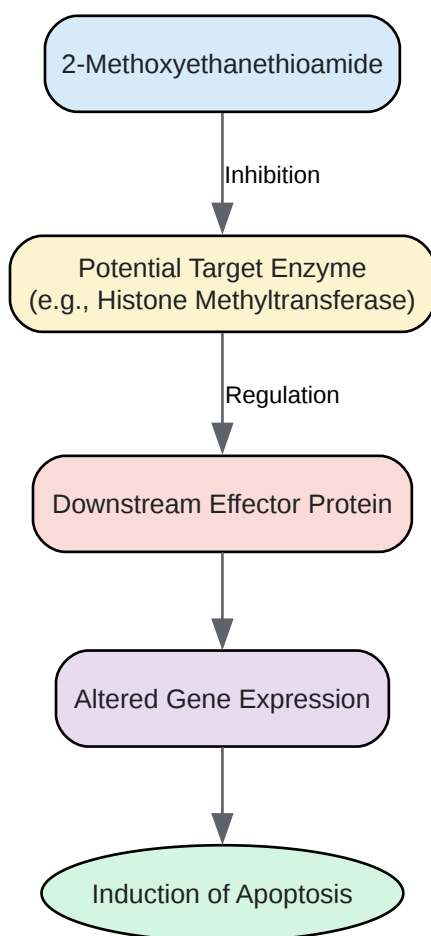 2-Methoxyethanethioamide
Inhibition
Potential Target Enzyme
(e.g., Histone Methyltransferase)
Regulation
Downstream Effector Protein
Altered Gene Expression
Induction of Apoptosis